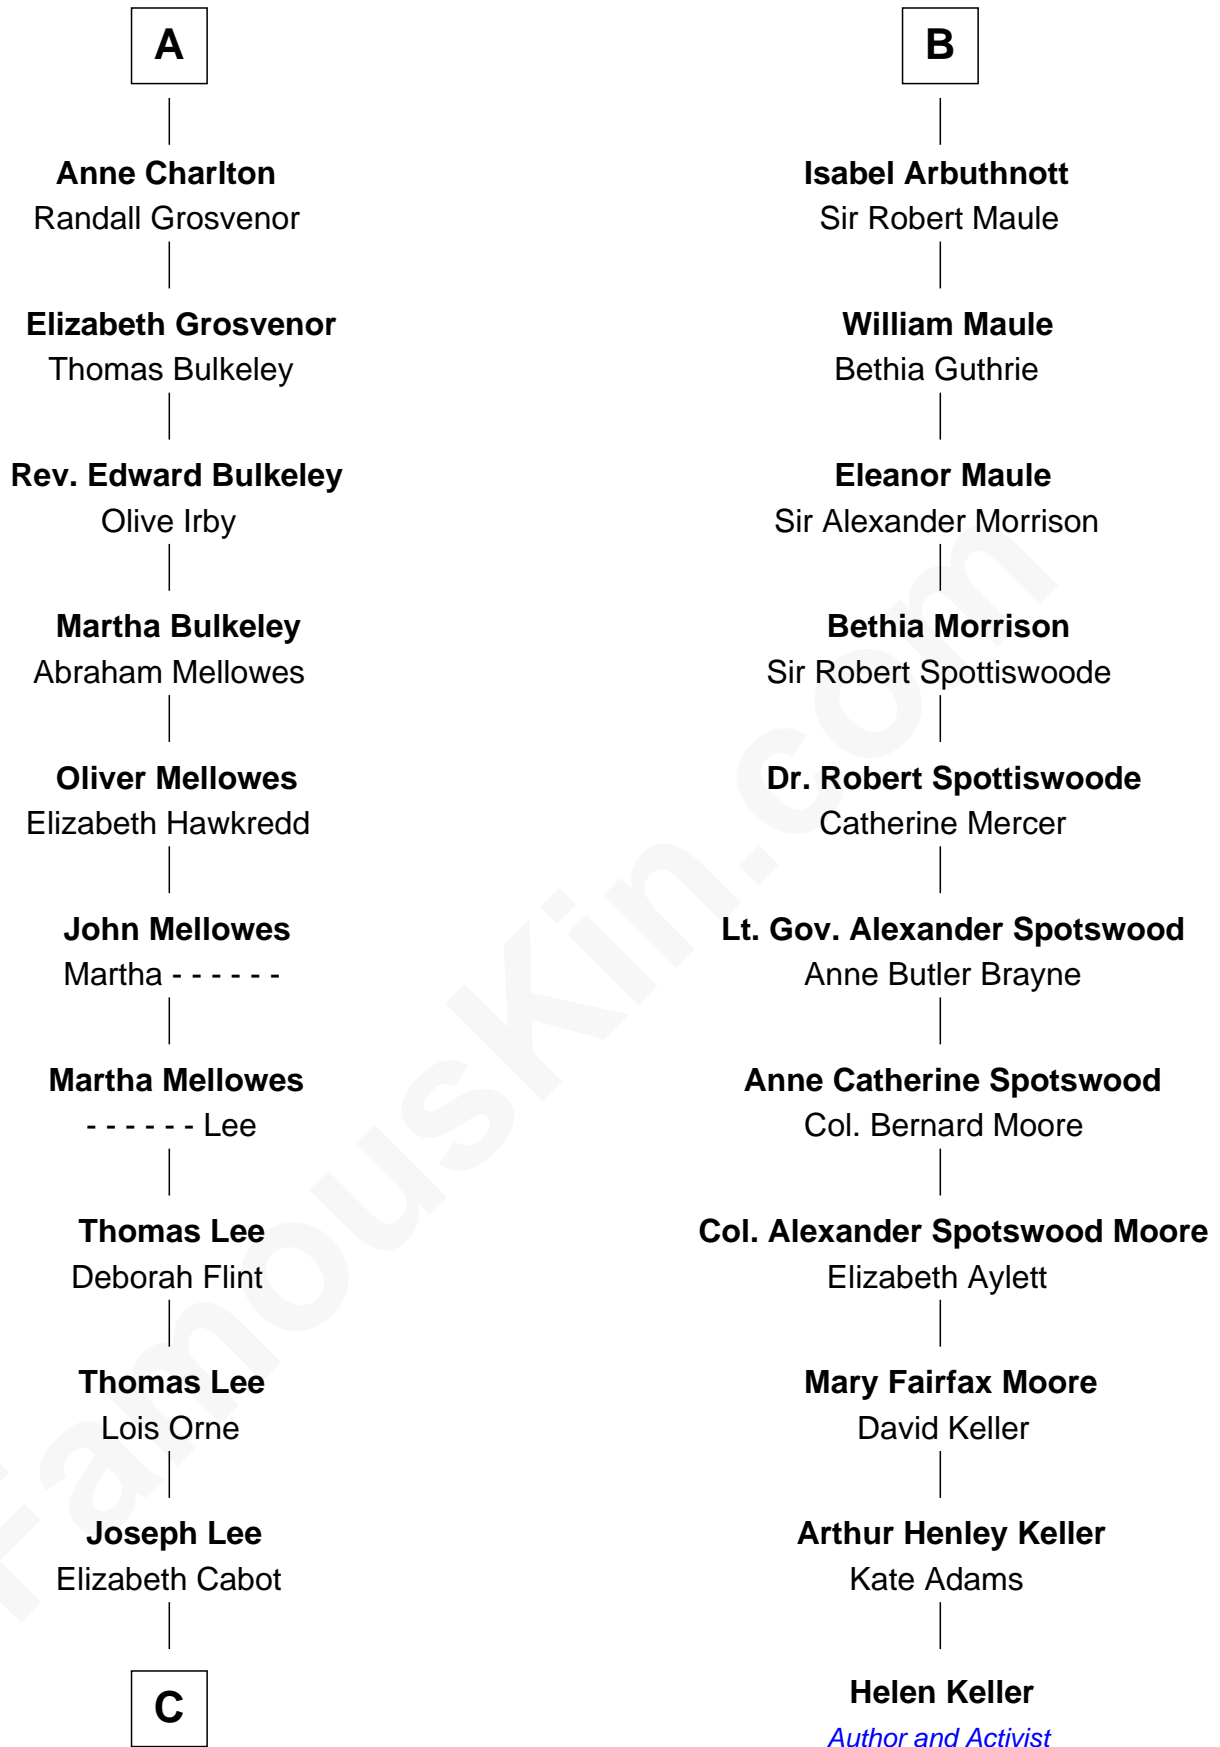 A
Anne Charlton
Randall Grosvenor
Elizabeth Grosvenor
Thomas Bulkeley
Rev. Edward Bulkeley
Olive Irby
Martha Bulkeley
Abraham Mellowes
Oliver Mellowes
Elizabeth Hawkredd
John Mellowes
Martha - - - - - -
Martha Mellowes
- - - - - - Lee
Thomas Lee
Deborah Flint
Thomas Lee
Lois Orne
Joseph Lee
Elizabeth Cabot
C
B
Isabel Arbuthnott
Sir Robert Maule
William Maule
Bethia Guthrie
Eleanor Maule
Sir Alexander Morrison
Bethia Morrison
Sir Robert Spottiswoode
Dr. Robert Spottiswoode
Catherine Mercer
Lt. Gov. Alexander Spotswood
Anne Butler Brayne
Anne Catherine Spotswood
Col. Bernard Moore
Col. Alexander Spotswood Moore
Elizabeth Aylett
Mary Fairfax Moore
David Keller
Arthur Henley Keller
Kate Adams
Helen Keller
Author and Activist
FamousKin.com